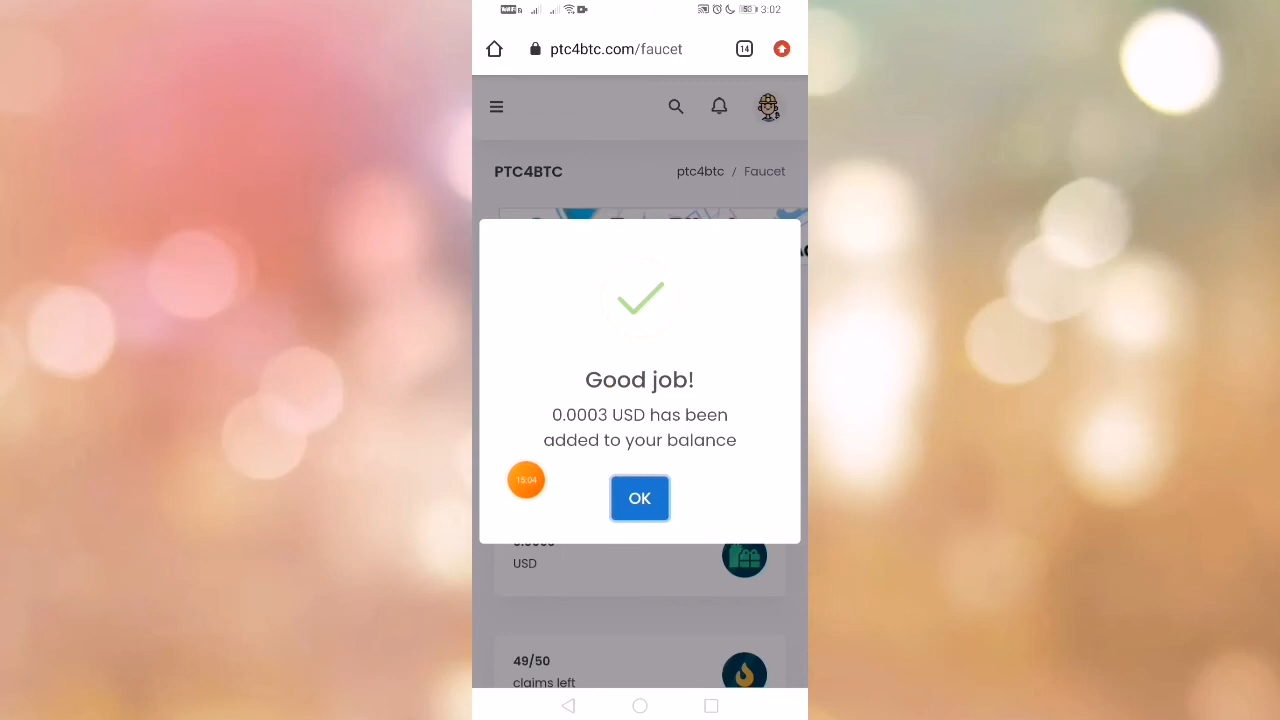 3:02
ptc4btc.com/faucet
14
PTC4BTC
ptc4btc / Faucet
Good job!
0.0003 USD has been
added to your balance
15:04
OK
USD
49/50
claims left